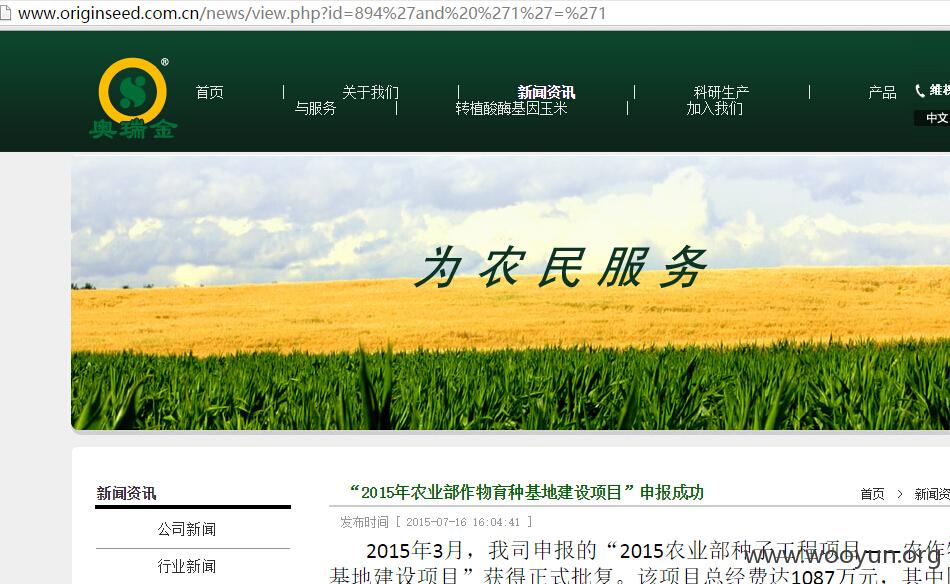 www.originseed.com.cn/news/view.php?id=894%27and%20%271%27=%271
奥瑞金®
首页 | 关于我们 | 新闻资讯 | 科研生产 | 产品
与服务 | 转植酸酶基因玉米 | 加入我们
中文
为农民服务
新闻资讯
公司新闻
行业新闻
“2015年农业部作物育种基地建设项目”申报成功
首页 > 新闻资
发布时间 [ 2015-07-16 16:04:41 ]
2015年3月，我司申报的“2015农业部种子工程项目——农作物
基地建设项目”获得正式批复。该项目总经费达1087万元，其中
www.wooyun.org